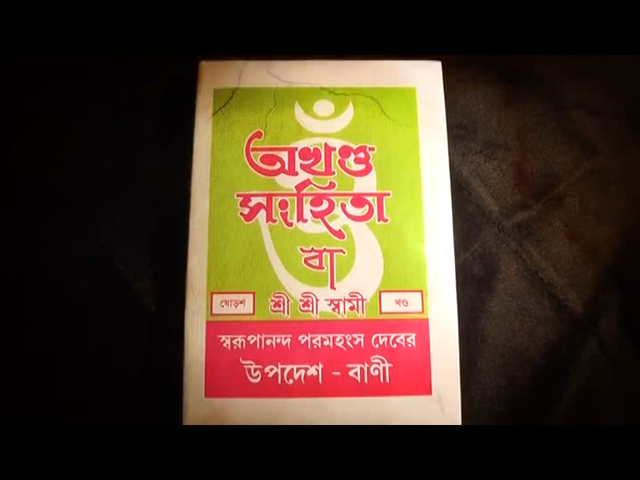 অখণ্ড
সংহিতা
বা
ষোড়শ শ্রী শ্রী স্বামী খণ্ড
স্বরূপানন্দ পরমহংস দেবের
উপদেশ - বাণী